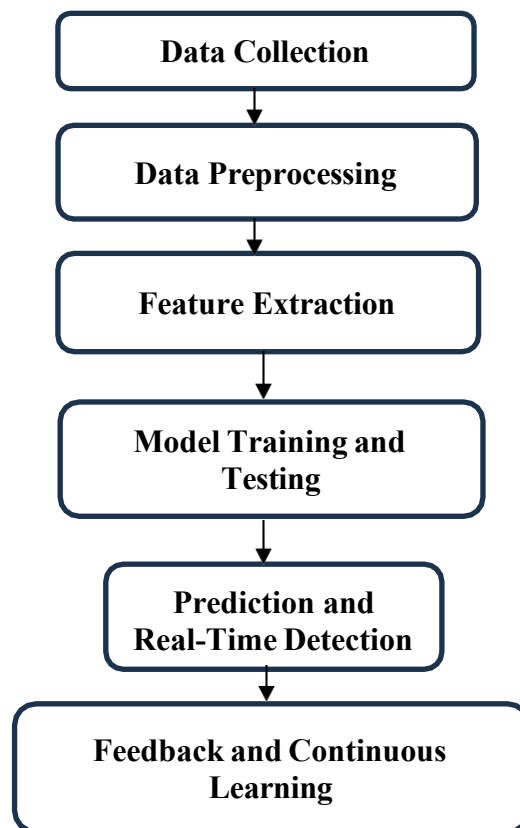 Data Collection
Data Preprocessing
Feature Extraction
Model Training and
Testing
Prediction and
Real-Time Detection
Feedback and Continuous
Learning